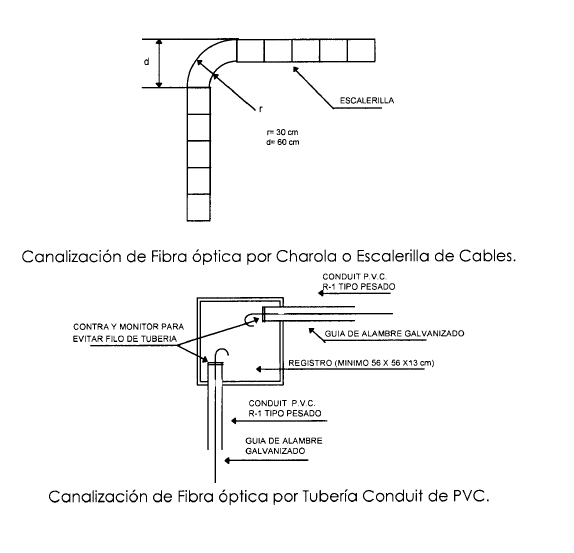 d
r
ESCALERILLA
r= 30 cm
d= 60 cm
Canalización de Fibra óptica por Charola o Escalerilla de Cables.
CONDUIT P.V.C.
R-1 TIPO PESADO
CONTRA Y MONITOR PARA
EVITAR FILO DE TUBERIA
GUIA DE ALAMBRE GALVANIZADO
REGISTRO (MINIMO 56 X 56 X13 cm)
CONDUIT P.V.C.
R-1 TIPO PESADO
GUIA DE ALAMBRE
GALVANIZADO
Canalización de Fibra óptica por Tubería Conduit de PVC.